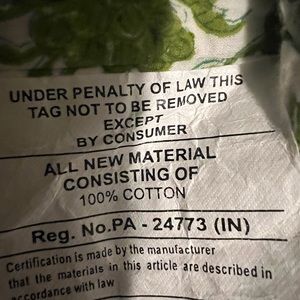 UNDER PENALTY OF LAW THIS
TAG NOT TO BE REMOVED
EXCEPT
BY CONSUMER
ALL NEW MATERIAL
CONSISTING OF
100% COTTON
Reg. No.PA - 24773 (IN)
Certification is made by the manufacturer
that the materials in this article are described in
accordance with law